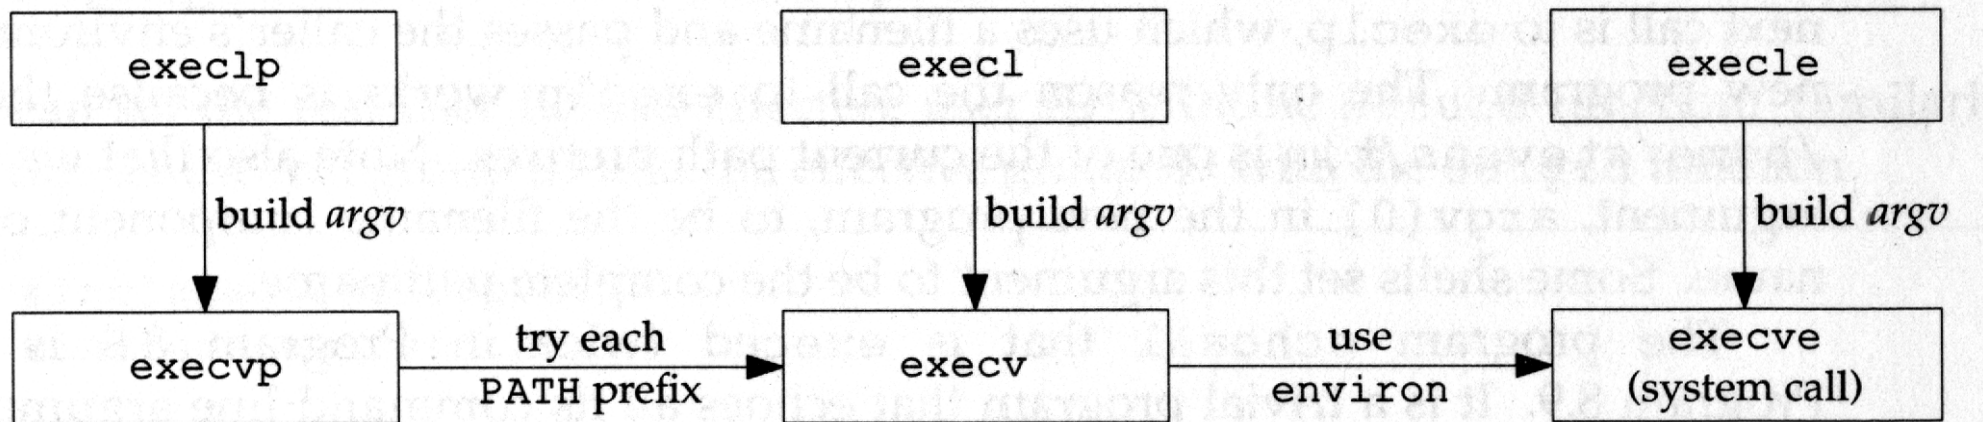 execlp
execl
execle
build argv
build argv
build argv
execvp
try each
PATH prefix
execv
use
environ
execve
(system call)